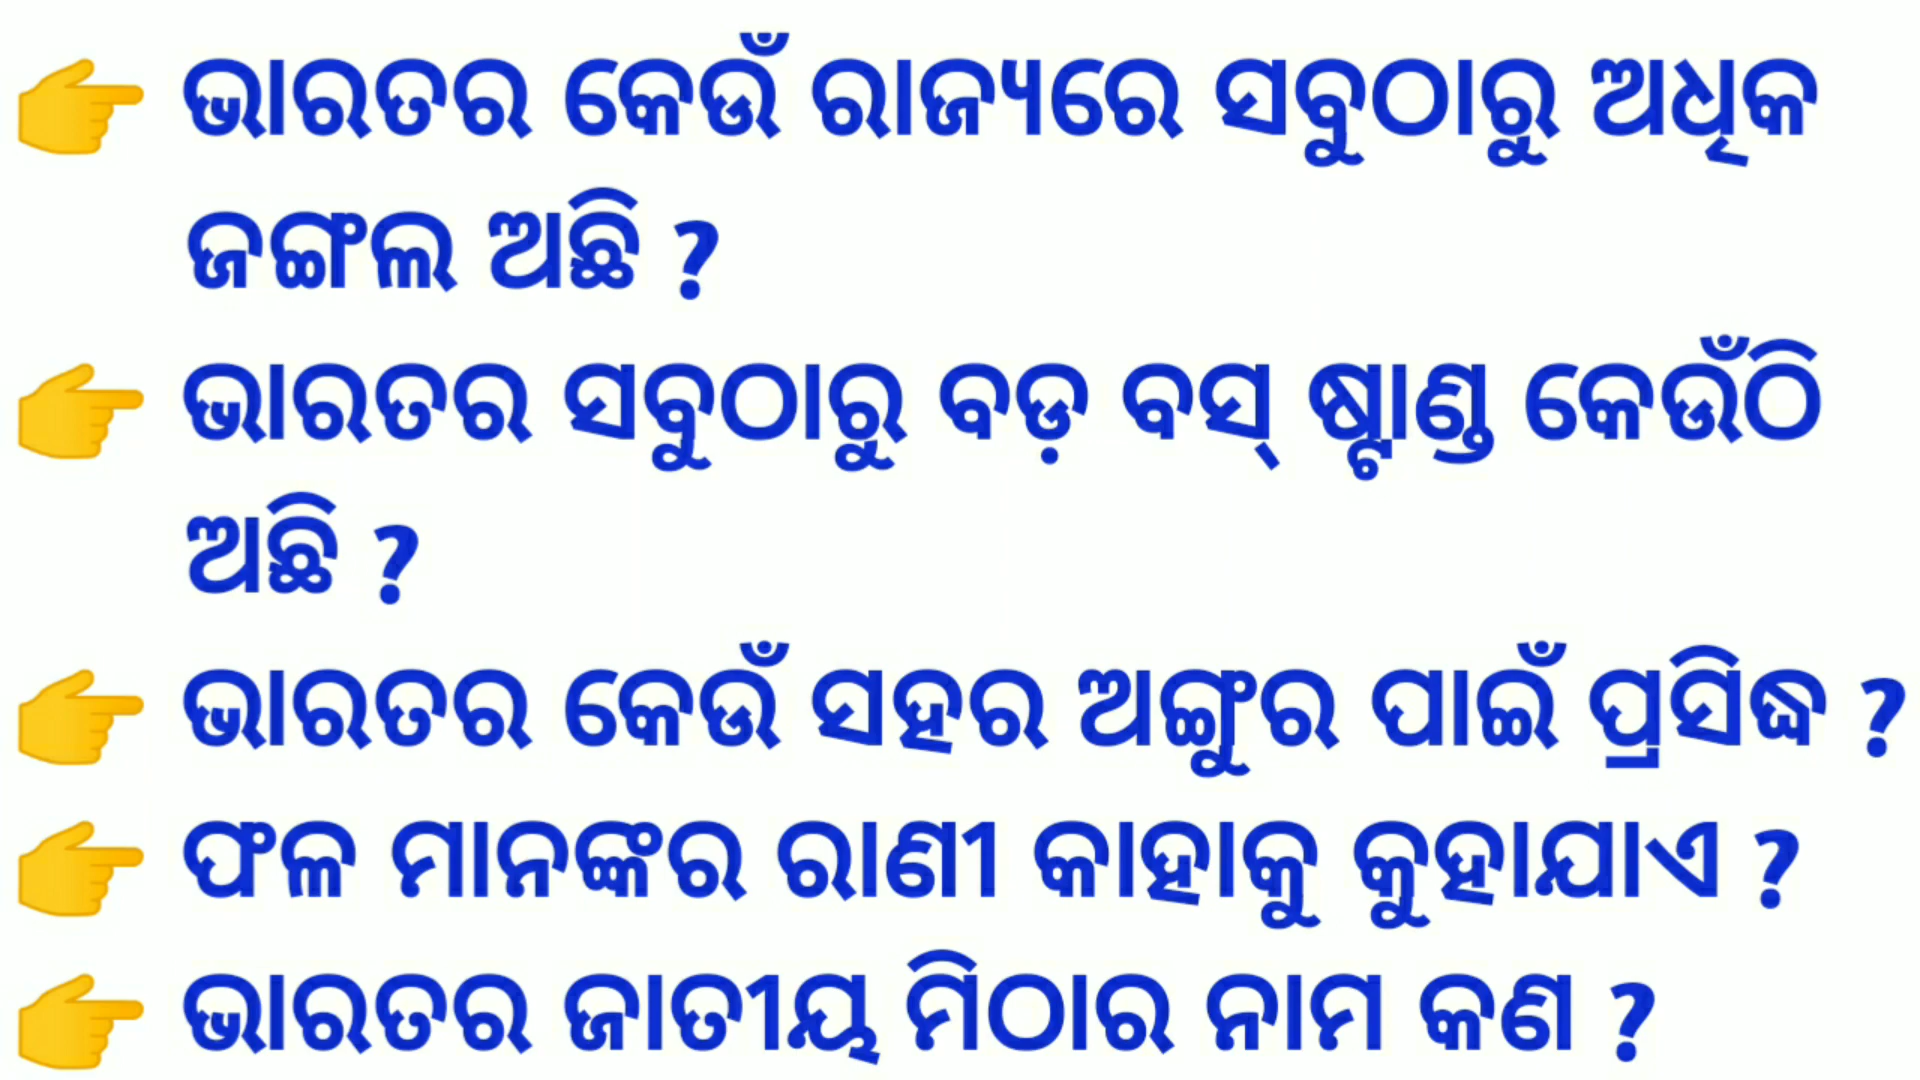 👉 ଭାରତର କେଉଁ ରାଜ୍ୟରେ ସବୁଠାରୁ ଅଧିକ
ଜଙ୍ଗଲ ଅଛି ?
👉 ଭାରତର ସବୁଠାରୁ ବଡ଼ ବସ୍ ଷ୍ଟାଣ୍ଡ କେଉଁଠି
ଅଛି ?
👉 ଭାରତର କେଉଁ ସହର ଅଙ୍ଗୁର ପାଇଁ ପ୍ରସିଦ୍ଧ ?
👉 ଫଳ ମାନଙ୍କର ରାଣୀ କାହାକୁ କୁହାଯାଏ ?
👉 ଭାରତର ଜାତୀୟ ମିଠାର ନାମ କଣ ?